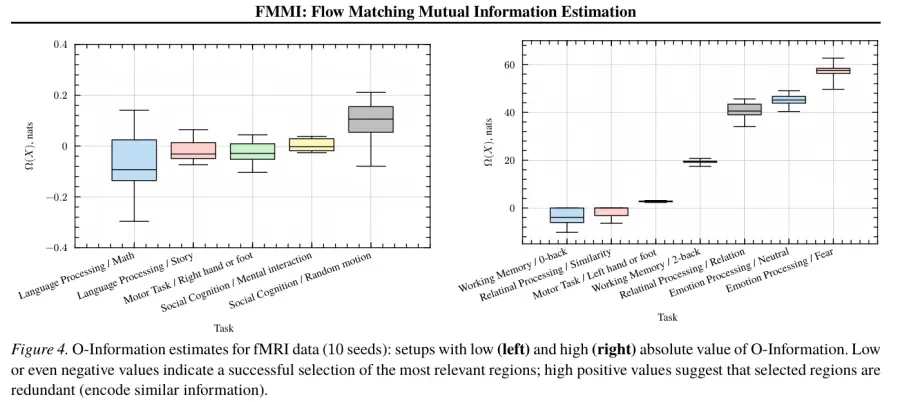 FMMI: Flow Matching Mutual Information Estimation
0.4
0.2
0
−0.2
−0.4
Ω(X), nats
Language Processing / Math
Language Processing / Story
Motor Task / Right hand or foot
Social Cognition / Mental interaction
Social Cognition / Random motion
Task
60
40
20
0
Ω(X), nats
Working Memory / 0-back
Relatinal Processing / Similarity
Motor Task / Left hand or foot
Working Memory / 2-back
Relatinal Processing / Relation
Emotion Processing / Neutral
Emotion Processing / Fear
Task
Figure 4. O-Information estimates for fMRI data (10 seeds): setups with low (left) and high (right) absolute value of O-Information. Low
or even negative values indicate a successful selection of the most relevant regions; high positive values suggest that selected regions are
redundant (encode similar information).